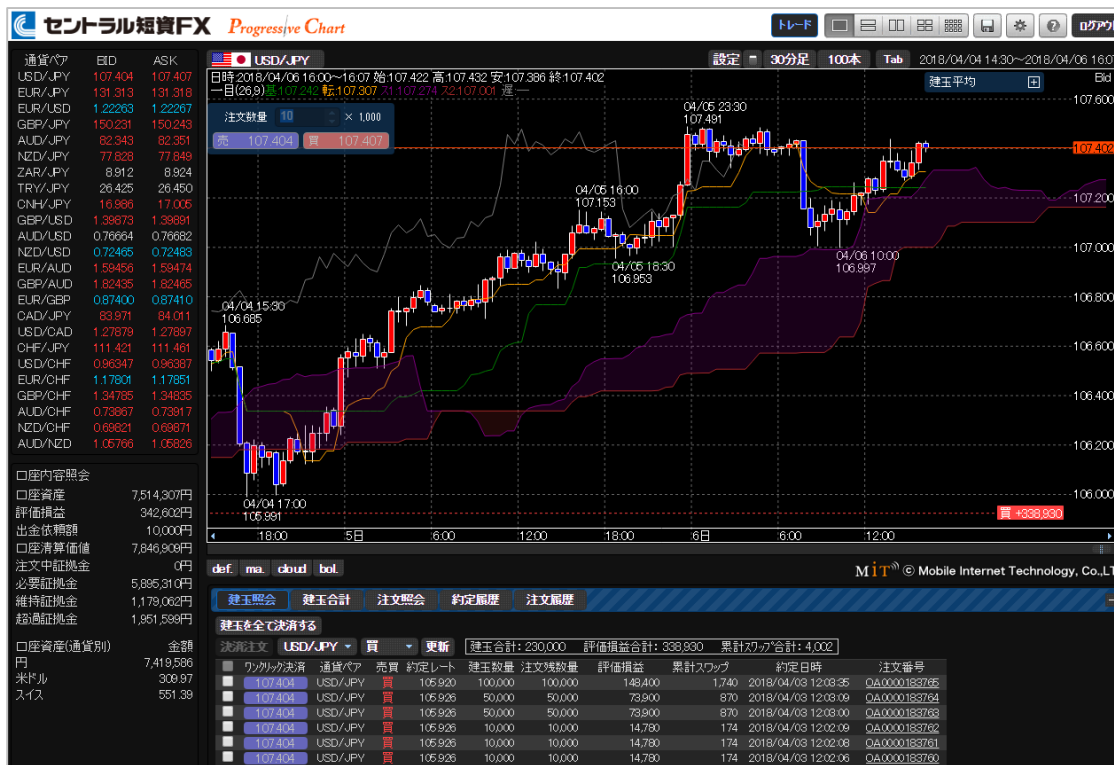 セントラル短資FX Progressive Chart
トレード
ログアウト
通貨ペア BID ASK
USD/JPY 107.404 107.407
EUR/JPY 131.313 131.318
EUR/USD 1.22263 1.22267
GBP/JPY 150.231 150.243
AUD/JPY 82.343 82.351
NZD/JPY 77.828 77.849
ZAR/JPY 8.912 8.924
TRY/JPY 26.425 26.450
CNH/JPY 16.986 17.005
GBP/USD 1.39873 1.39891
AUD/USD 0.76664 0.76682
NZD/USD 0.72465 0.72483
EUR/AUD 1.59456 1.59474
GBP/AUD 1.82435 1.82465
EUR/GBP 0.87400 0.87410
CAD/JPY 83.971 84.011
USD/CAD 1.27879 1.27897
CHF/JPY 111.421 111.461
USD/CHF 0.96347 0.96387
EUR/CHF 1.17801 1.17851
GBP/CHF 1.34785 1.34835
AUD/CHF 0.73867 0.73917
NZD/CHF 0.69821 0.69871
AUD/NZD 1.05766 1.05826
口座内容照会
口座資産 7,514,307円
評価損益 342,602円
出金依頼額 10,000円
口座清算価値 7,846,909円
注文中証拠金 0円
必要証拠金 5,895,310円
維持証拠金 1,179,062円
超過証拠金 1,951,599円
口座資産(通貨別) 金額
円 7,419,586
米ドル 309.97
スイス 551.39
USD/JPY
設定 30分足 100本 Tab 2018/04/04 14:30～2018/04/06 16:0
日時:2018/04/06 16:00～16:07 始:107.422 高:107.432 安:107.386 終:107.402
一目(26,9)基:107.242 転:107.307 ス1:107.274 ス2:107.001 遅:―
建玉平均
Bid
注文数量 10 × 1,000
売 107.404 買 107.407
04/05 23:30
107.491
04/05 16:00
107.153
04/05 18:30
106.953
04/06 10:00
106.997
04/04 15:30
106.685
04/04 17:00
105.991
107.600
107.402
107.200
107.000
106.800
106.600
106.400
106.200
106.000
買 +338,930
18:00 5日 6:00 12:00 18:00 6日 6:00 12:00
def. ma. cloud bol.
MiT © Mobile Internet Technology, Co.,LT
建玉照会 建玉合計 注文照会 約定履歴 注文履歴
建玉を全て決済する
決済注文 USD/JPY 買 更新 建玉合計: 230,000 評価損益合計: 338,930 累計スワップ合計: 4,002
ワンクリック決済 通貨ペア 売買 約定レート 建玉数量 注文残数量 評価損益 累計スワップ 約定日時 注文番号
107.404 USD/JPY 買 105.920 100,000 100,000 148,400 1,740 2018/04/03 12:03:35 OA0000183765
107.404 USD/JPY 買 105.926 50,000 50,000 73,900 870 2018/04/03 12:03:09 OA0000183764
107.404 USD/JPY 買 105.926 50,000 50,000 73,900 870 2018/04/03 12:03:00 OA0000183763
107.404 USD/JPY 買 105.926 10,000 10,000 14,780 174 2018/04/03 12:02:09 OA0000183762
107.404 USD/JPY 買 105.926 10,000 10,000 14,780 174 2018/04/03 12:02:08 OA0000183761
107.404 USD/JPY 買 105.926 10,000 10,000 14,780 174 2018/04/03 12:02:06 OA0000183760